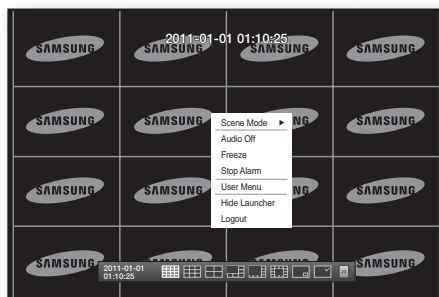 2011-01-01 01:10:25
SAMSUNG SAMSUNG SAMSUNG SAMSUNG
SAMSUNG SAMSUNG SAMSUNG SAMSUNG
Scene Mode
Audio Off
Freeze
Stop Alarm
User Menu
Hide Launcher
Logout
SAMSUNG SAMSUNG SAMSUNG SAMSUNG
SAMSUNG SAMSUNG SAMSUNG SAMSUNG
2011-01-01
01:10:25